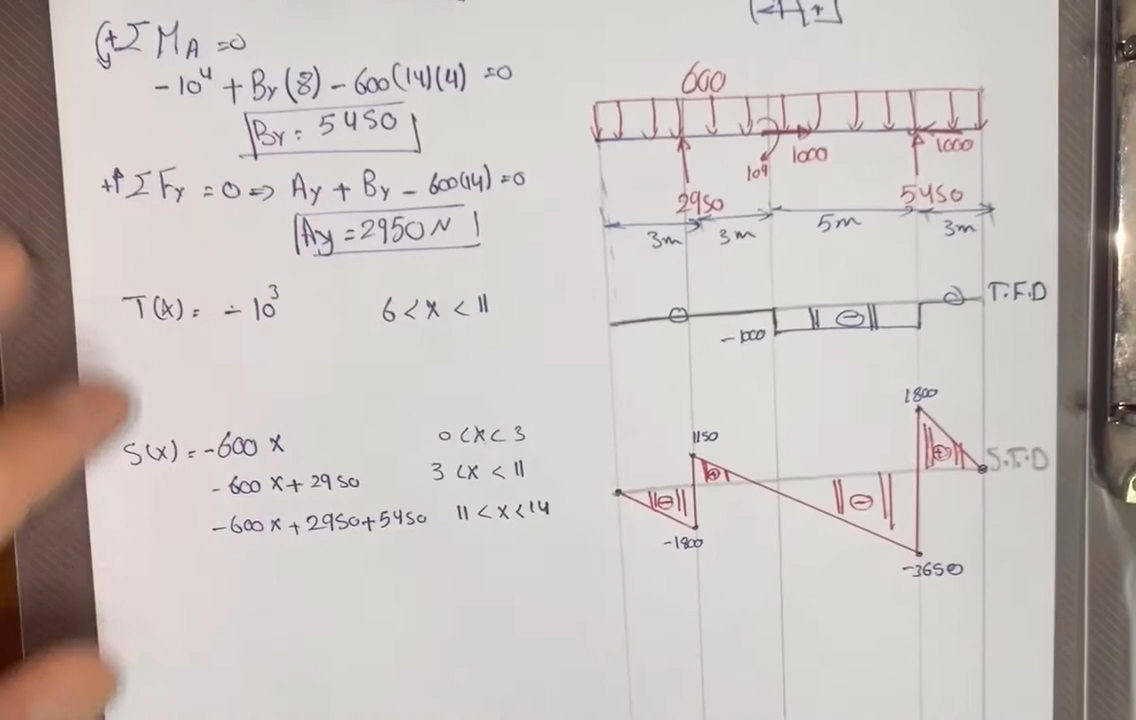 +ΣM_A =0
-10⁴ + By (8) - 600(14)(4) =0
By = 5450
+↑ΣFy =0 => Ay + By - 600(14) =0
Ay = 2950 N
T(x) = -10³ 6<x<11
S(x) = -600 x 0<x<3
-600 x + 2950 3<x<11
-600x + 2950+5450 11<x<14
600
10⁴
1000
1000
2950
5450
3m
3m
5m
3m
T.F.D
-1000
⊖
1800
1150
S.F.D
⊖
⊕
⊖
⊕
-1800
-3650